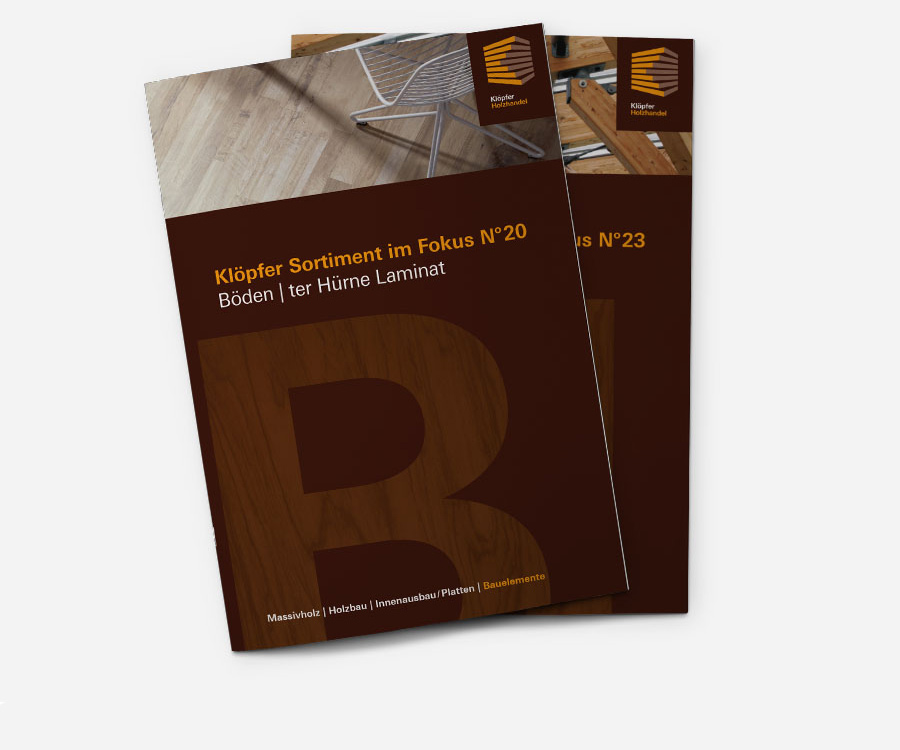 Klöpfer
Holzhandel
Klöpfer Sortiment im Fokus N°20
Böden | ter Hürne Laminat
B
Massivholz | Holzbau | Innenausbau/Platten | Bauelemente
Klöpfer
Holzhandel
N°23